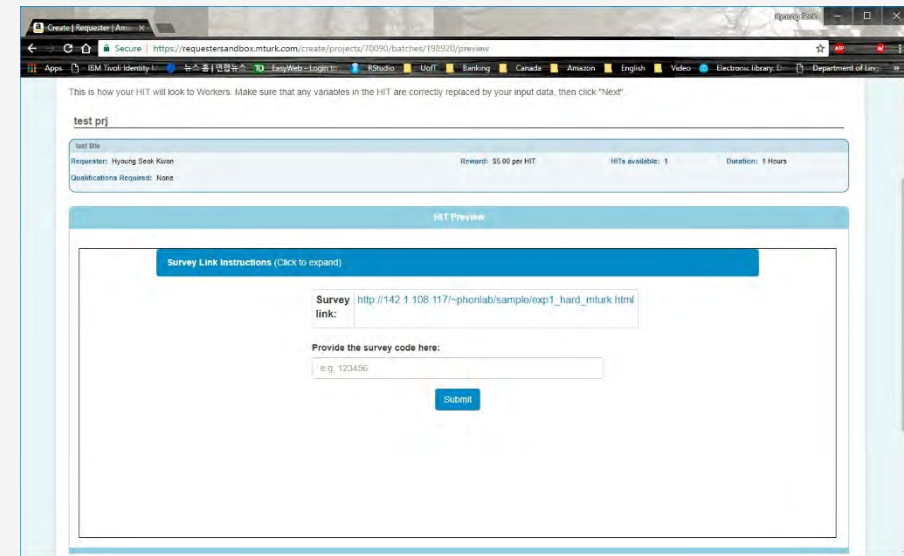 Create | Requester | Am
Secure | https://requestersandbox.mturk.com/create/projects/70090/batches/198920/preview
Apps IBM Tivoli Identity 뉴스 홈 | 연합뉴스 EasyWeb - Login RStudio UofT Banking Canada Amazon English Video Electronic library Department of Ling
This is how your HIT will look to Workers. Make sure that any variables in the HIT are correctly replaced by your input data, then click "Next".
test prj
test title
Requester: Hyoung Seok Kwon Reward: $5.00 per HIT HITs available: 1 Duration: 1 Hours
Qualifications Required: None
HIT Preview
Survey Link Instructions (Click to expand)
Survey link: http://142.1.108.117/~phonlab/sample/exp1_hard_mturk.html
Provide the survey code here:
e.g. 123456
Submit